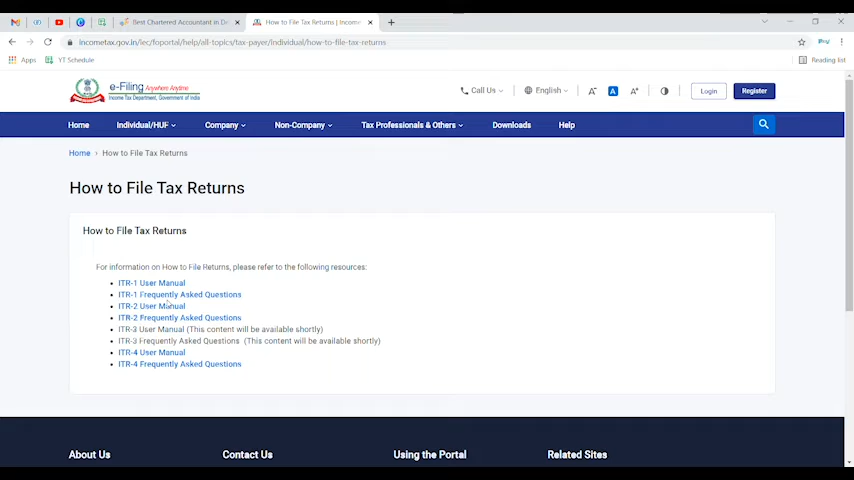 Best Chartered Accountant in De
How to File Tax Returns | Income
incometax.gov.in/iec/foportal/help/all-topics/tax-payer/individual/how-to-file-tax-returns
Apps YT Schedule Reading list
e-Filing Anywhere Anytime
Income Tax Department, Government of India
Call Us English A- A A+ Login Register
Home Individual/HUF Company Non-Company Tax Professionals & Others Downloads Help
Home > How to File Tax Returns
How to File Tax Returns
How to File Tax Returns
For information on How to File Returns, please refer to the following resources:
• ITR-1 User Manual
• ITR-1 Frequently Asked Questions
• ITR-2 User Manual
• ITR-2 Frequently Asked Questions
• ITR-3 User Manual (This content will be available shortly)
• ITR-3 Frequently Asked Questions (This content will be available shortly)
• ITR-4 User Manual
• ITR-4 Frequently Asked Questions
About Us Contact Us Using the Portal Related Sites